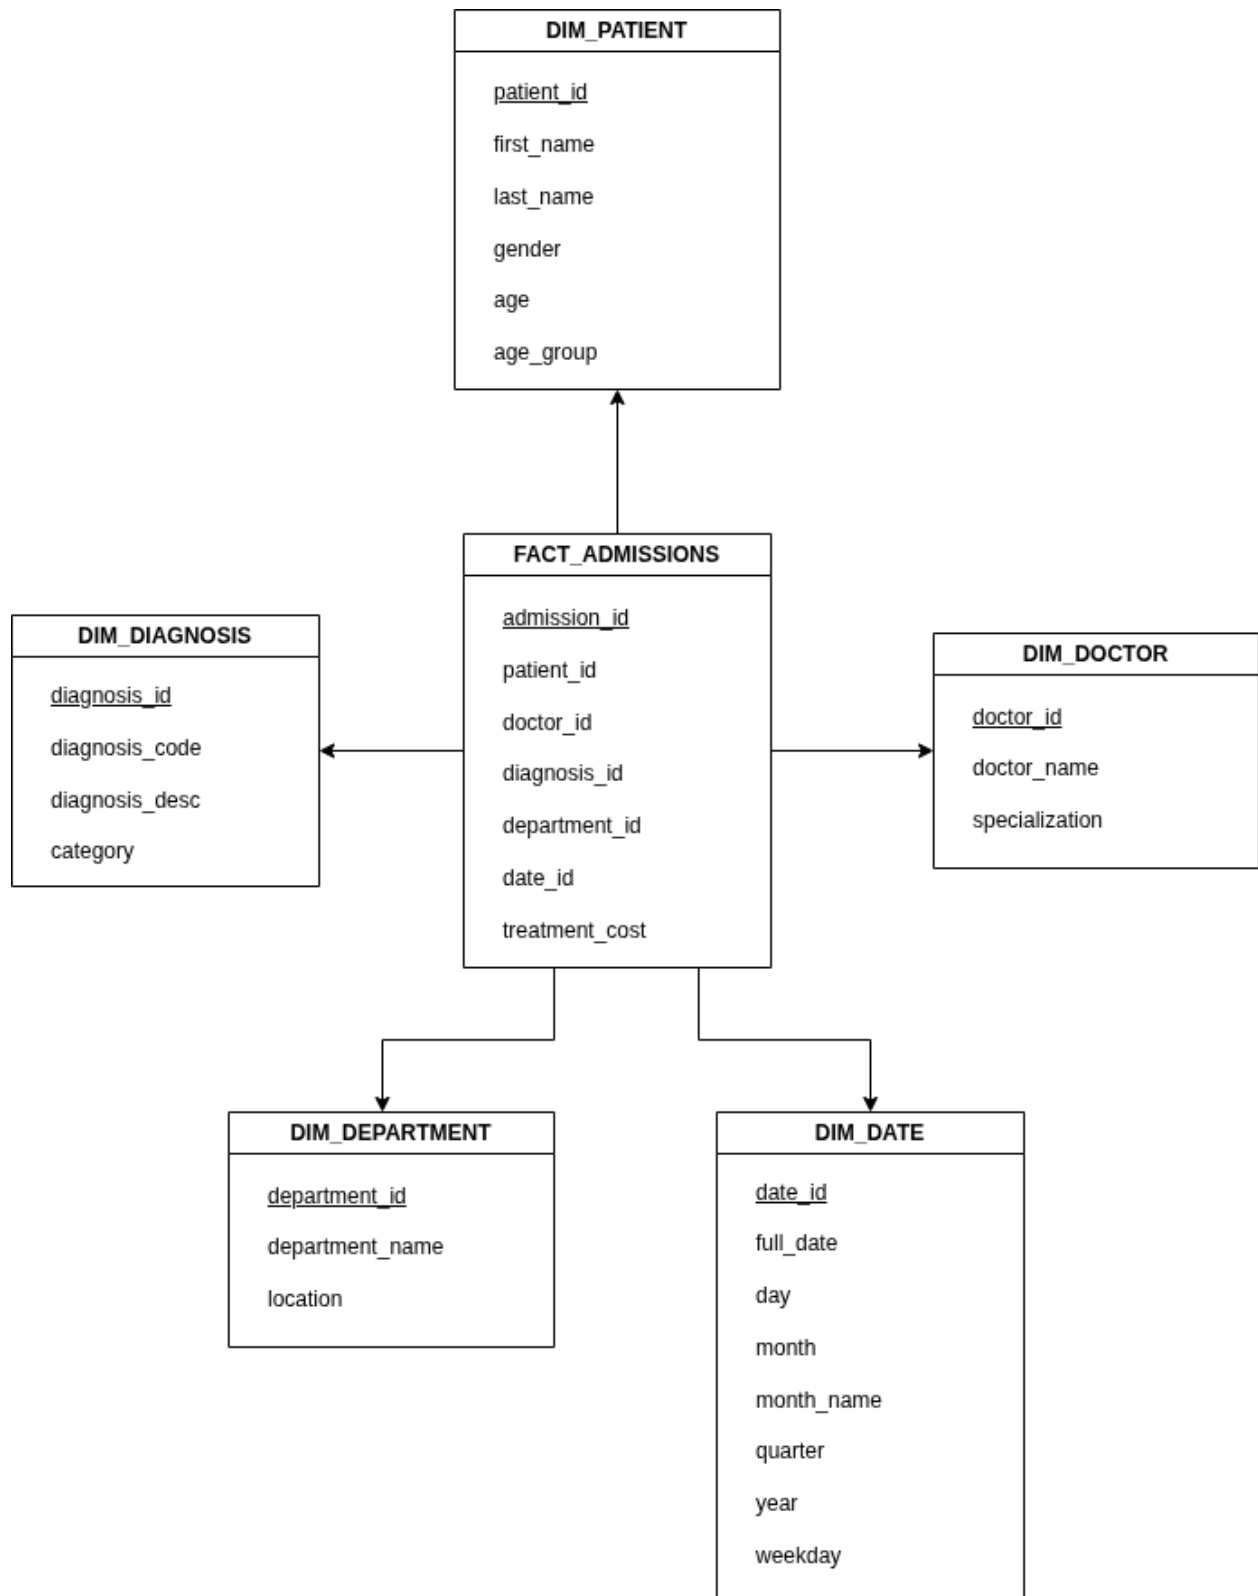 DIM_PATIENT
patient_id
first_name
last_name
gender
age
age_group
FACT_ADMISSIONS
admission_id
patient_id
doctor_id
diagnosis_id
department_id
date_id
treatment_cost
DIM_DIAGNOSIS
diagnosis_id
diagnosis_code
diagnosis_desc
category
DIM_DOCTOR
doctor_id
doctor_name
specialization
DIM_DEPARTMENT
department_id
department_name
location
DIM_DATE
date_id
full_date
day
month
month_name
quarter
year
weekday